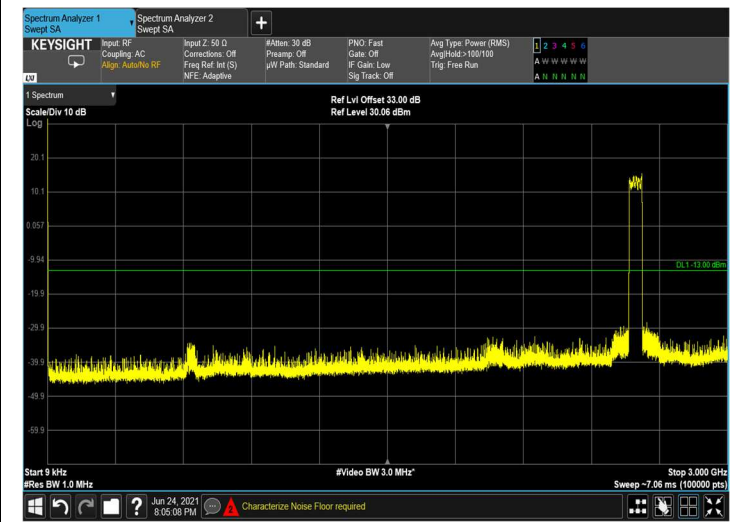 Spectrum Analyzer 1
Swept SA
Spectrum Analyzer 2
Swept SA
+
KEYSIGHT
LXI
Input: RF
Coupling: AC
Align: Auto/No RF
Input Z: 50 Ω
Corrections: Off
Freq Ref: Int (S)
NFE: Adaptive
#Atten: 30 dB
Preamp: Off
µW Path: Standard
PNO: Fast
Gate: Off
IF Gain: Low
Sig Track: Off
Avg Type: Power (RMS)
Avg|Hold:>100/100
Trig: Free Run
1 2 3 4 5 6
A W W W W W
A N N N N N
1 Spectrum
Scale/Div 10 dB
Ref Lvl Offset 33.00 dB
Ref Level 30.06 dBm
Log
20.1
10.1
0.057
-9.94
DL1 -13.00 dBm
-19.9
-29.9
-39.9
-49.9
-59.9
Start 9 kHz
#Video BW 3.0 MHz*
Stop 3.000 GHz
#Res BW 1.0 MHz
Sweep ~7.06 ms (100000 pts)
?
Jun 24, 2021
8:05:08 PM
2
Characterize Noise Floor required